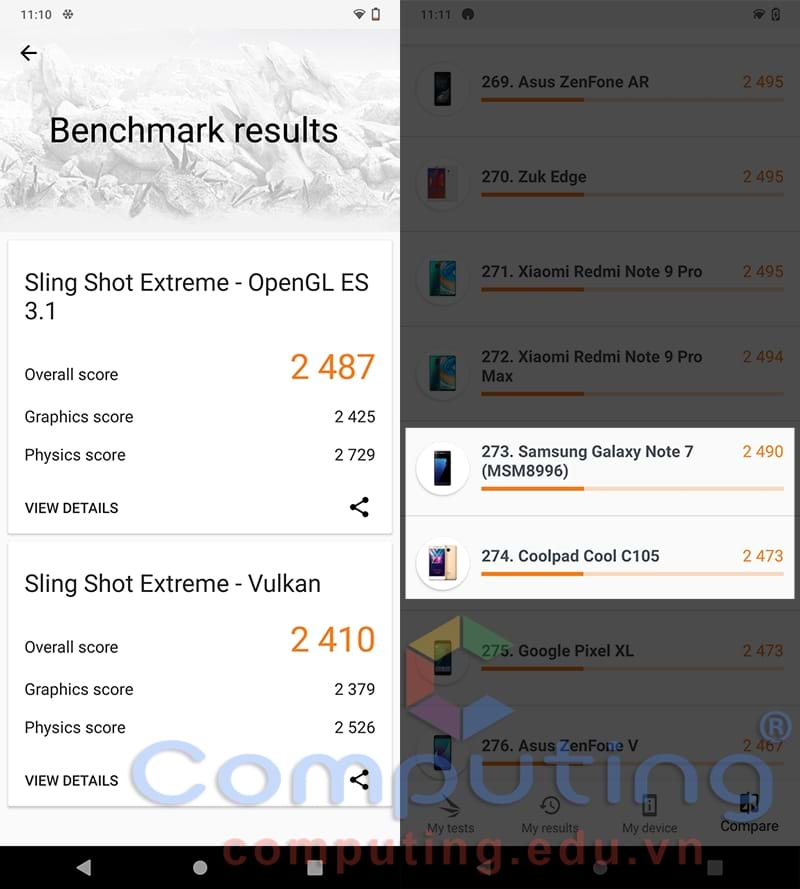 11:10
Benchmark results
Sling Shot Extreme - OpenGL ES
3.1
Overall score 2 487
Graphics score 2 425
Physics score 2 729
VIEW DETAILS
Sling Shot Extreme - Vulkan
Overall score 2 410
Graphics score 2 379
Physics score 2 526
VIEW DETAILS
11:11
269. Asus ZenFone AR 2 495
270. Zuk Edge 2 495
271. Xiaomi Redmi Note 9 Pro 2 495
272. Xiaomi Redmi Note 9 Pro 2 494
Max
273. Samsung Galaxy Note 7 2 490
(MSM8996)
274. Coolpad Cool C105 2 473
275. Google Pixel XL 2 473
276. Asus ZenFone V 2 467
My tests My results My device Compare
Computing®
computing.edu.vn